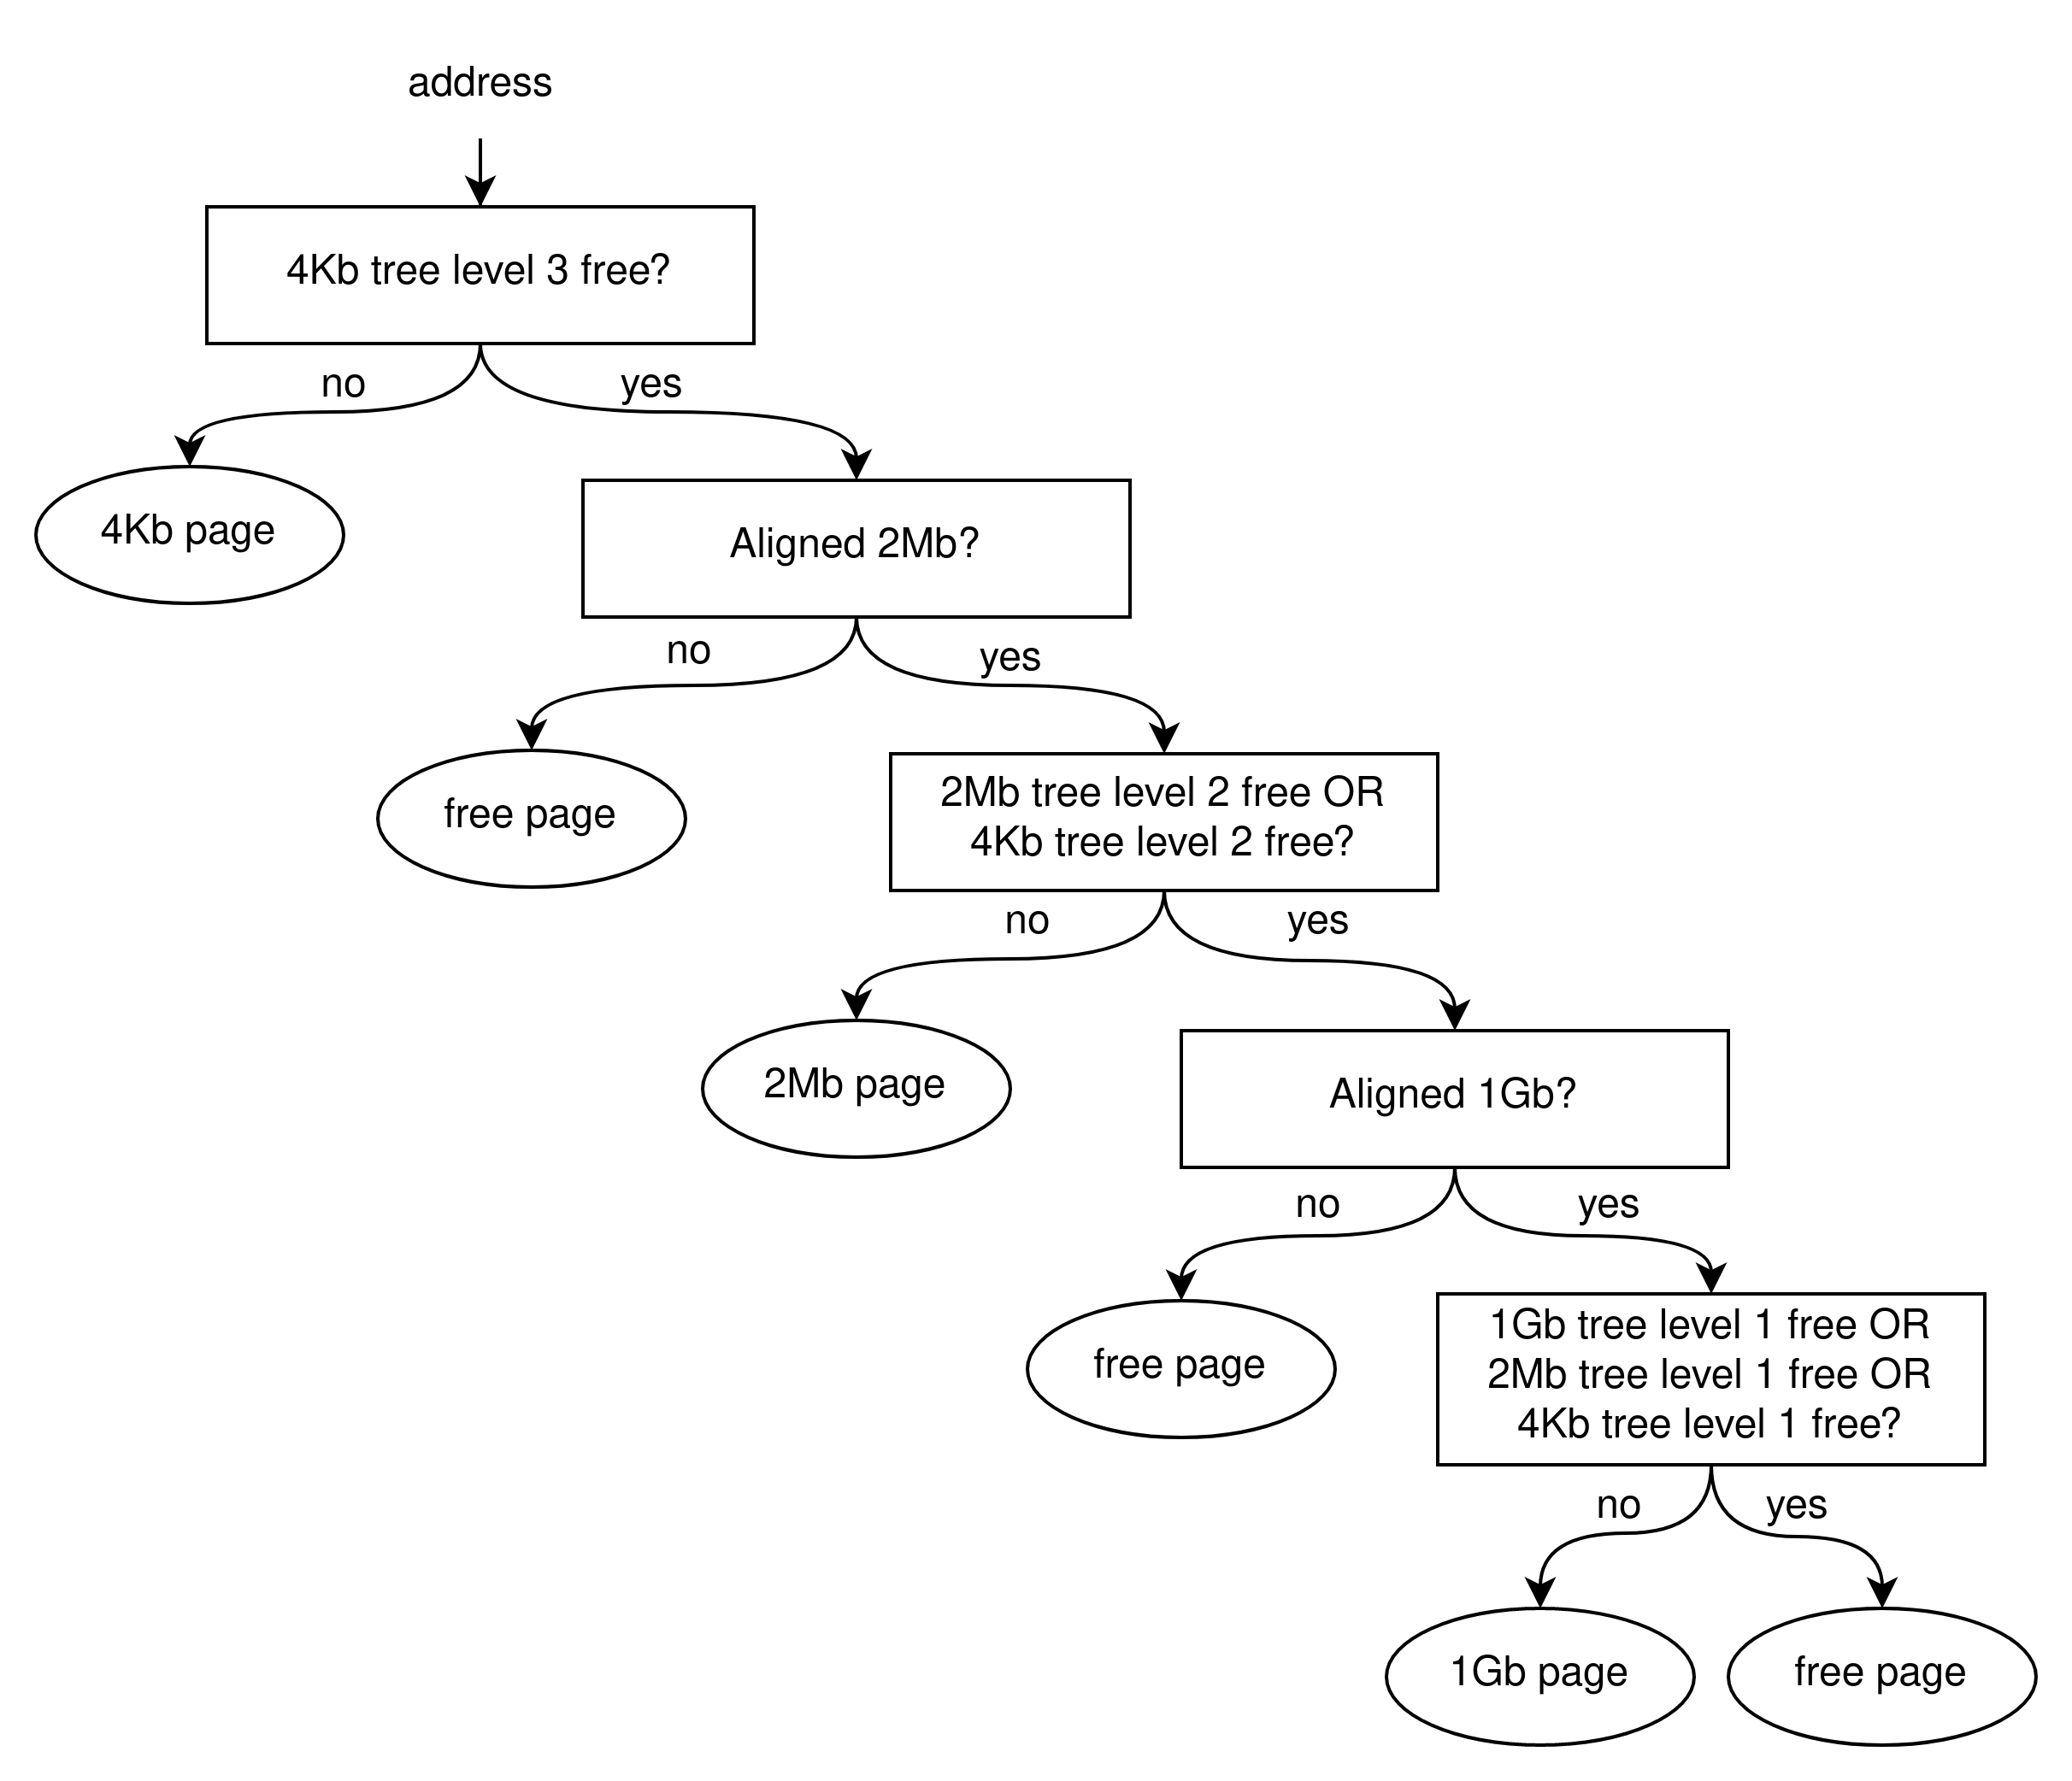 address
4Kb tree level 3 free?
no
yes
4Kb page
Aligned 2Mb?
no
yes
free page
2Mb tree level 2 free OR
4Kb tree level 2 free?
no
yes
2Mb page
Aligned 1Gb?
no
yes
free page
1Gb tree level 1 free OR
2Mb tree level 1 free OR
4Kb tree level 1 free?
no
yes
1Gb page
free page